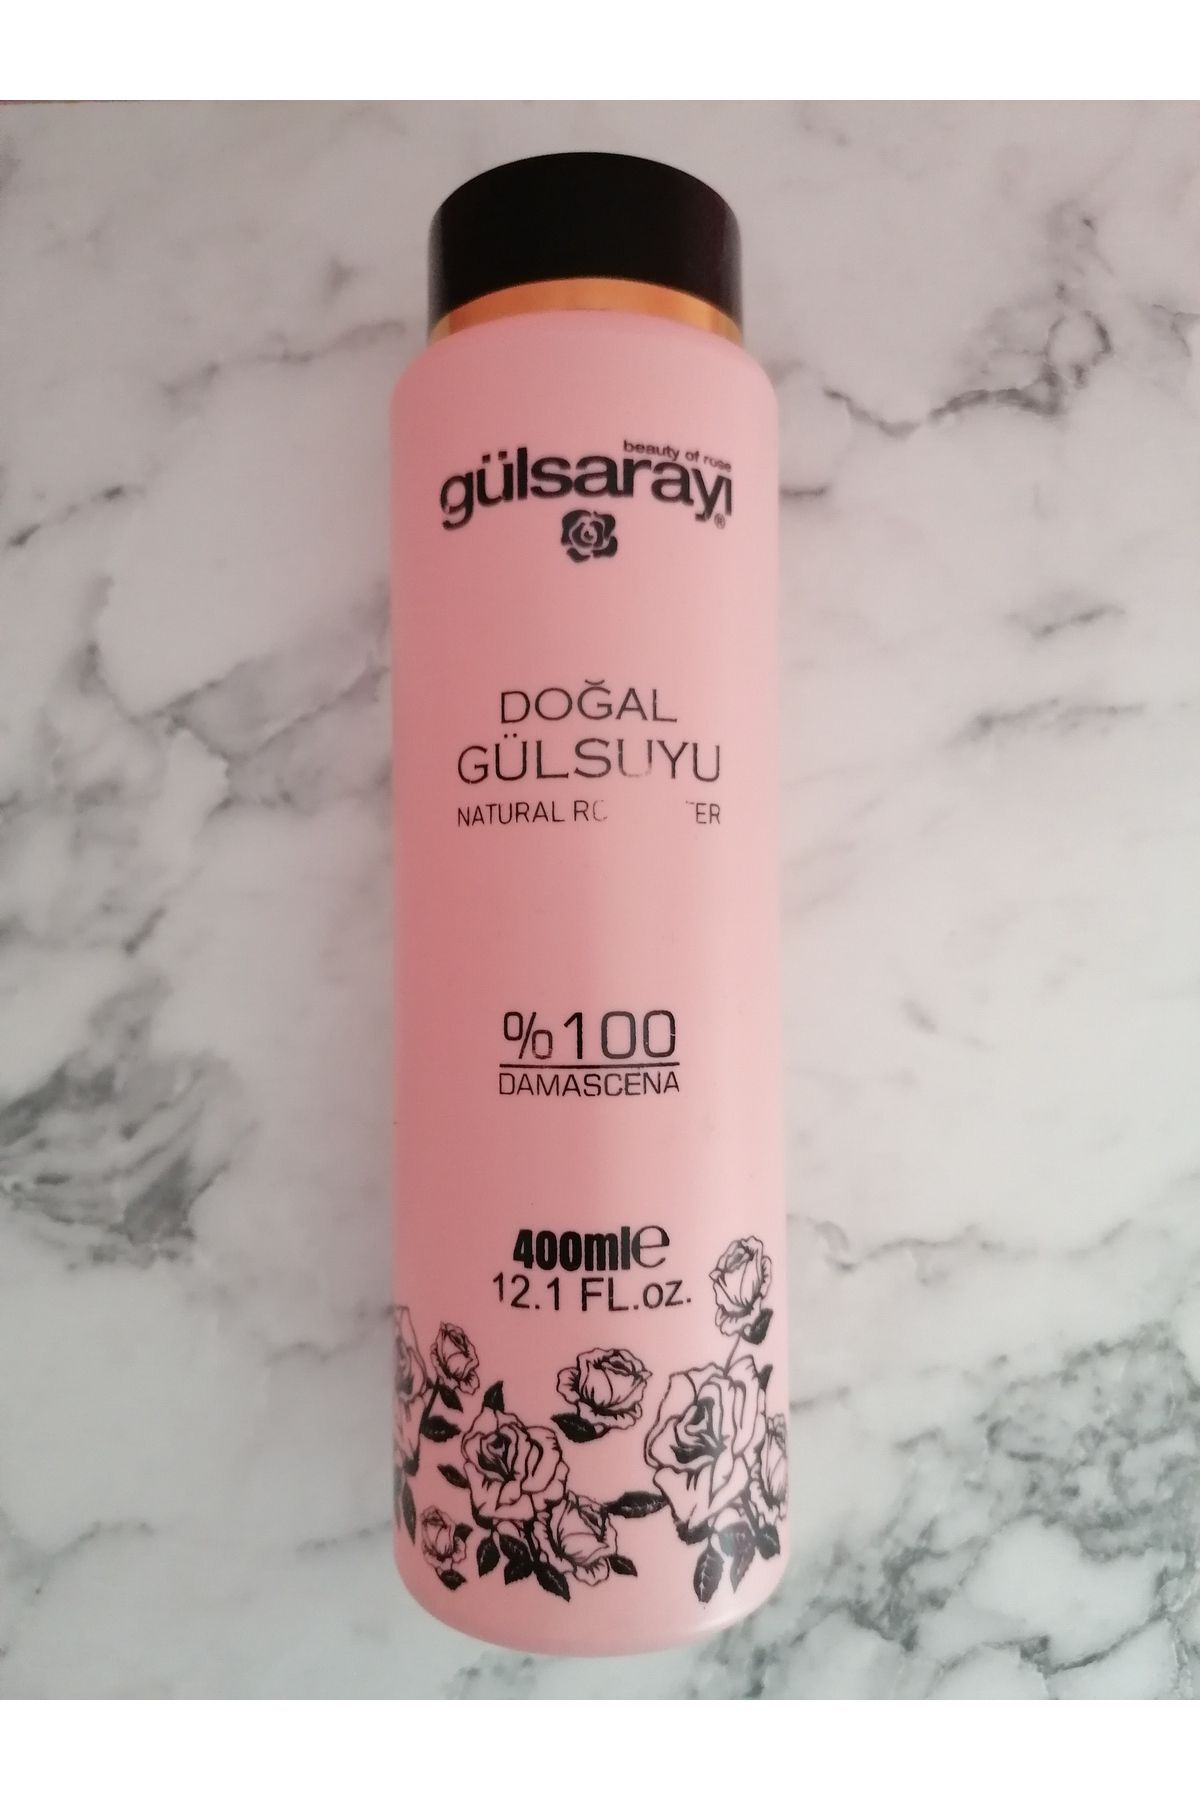 beauty of rose
gülsarayı®
DOĞAL
GÜLSUYU
NATURAL
%100
DAMASCENA
400ml℮
12.1 FL.oz.